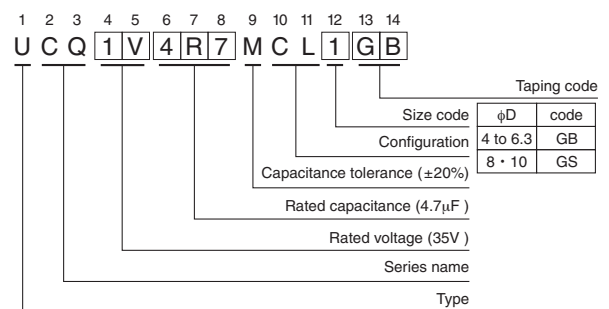 1 2 3 4 5 6 7 8 9 10 11 12 13 14
U C Q 1 V 4 R 7 M C L 1 G B
Taping code
Size code
Configuration
Capacitance tolerance (±20%)
Rated capacitance (4.7µF )
Rated voltage (35V )
Series name
Type
φD code
4 to 6.3 GB
8・10 GS